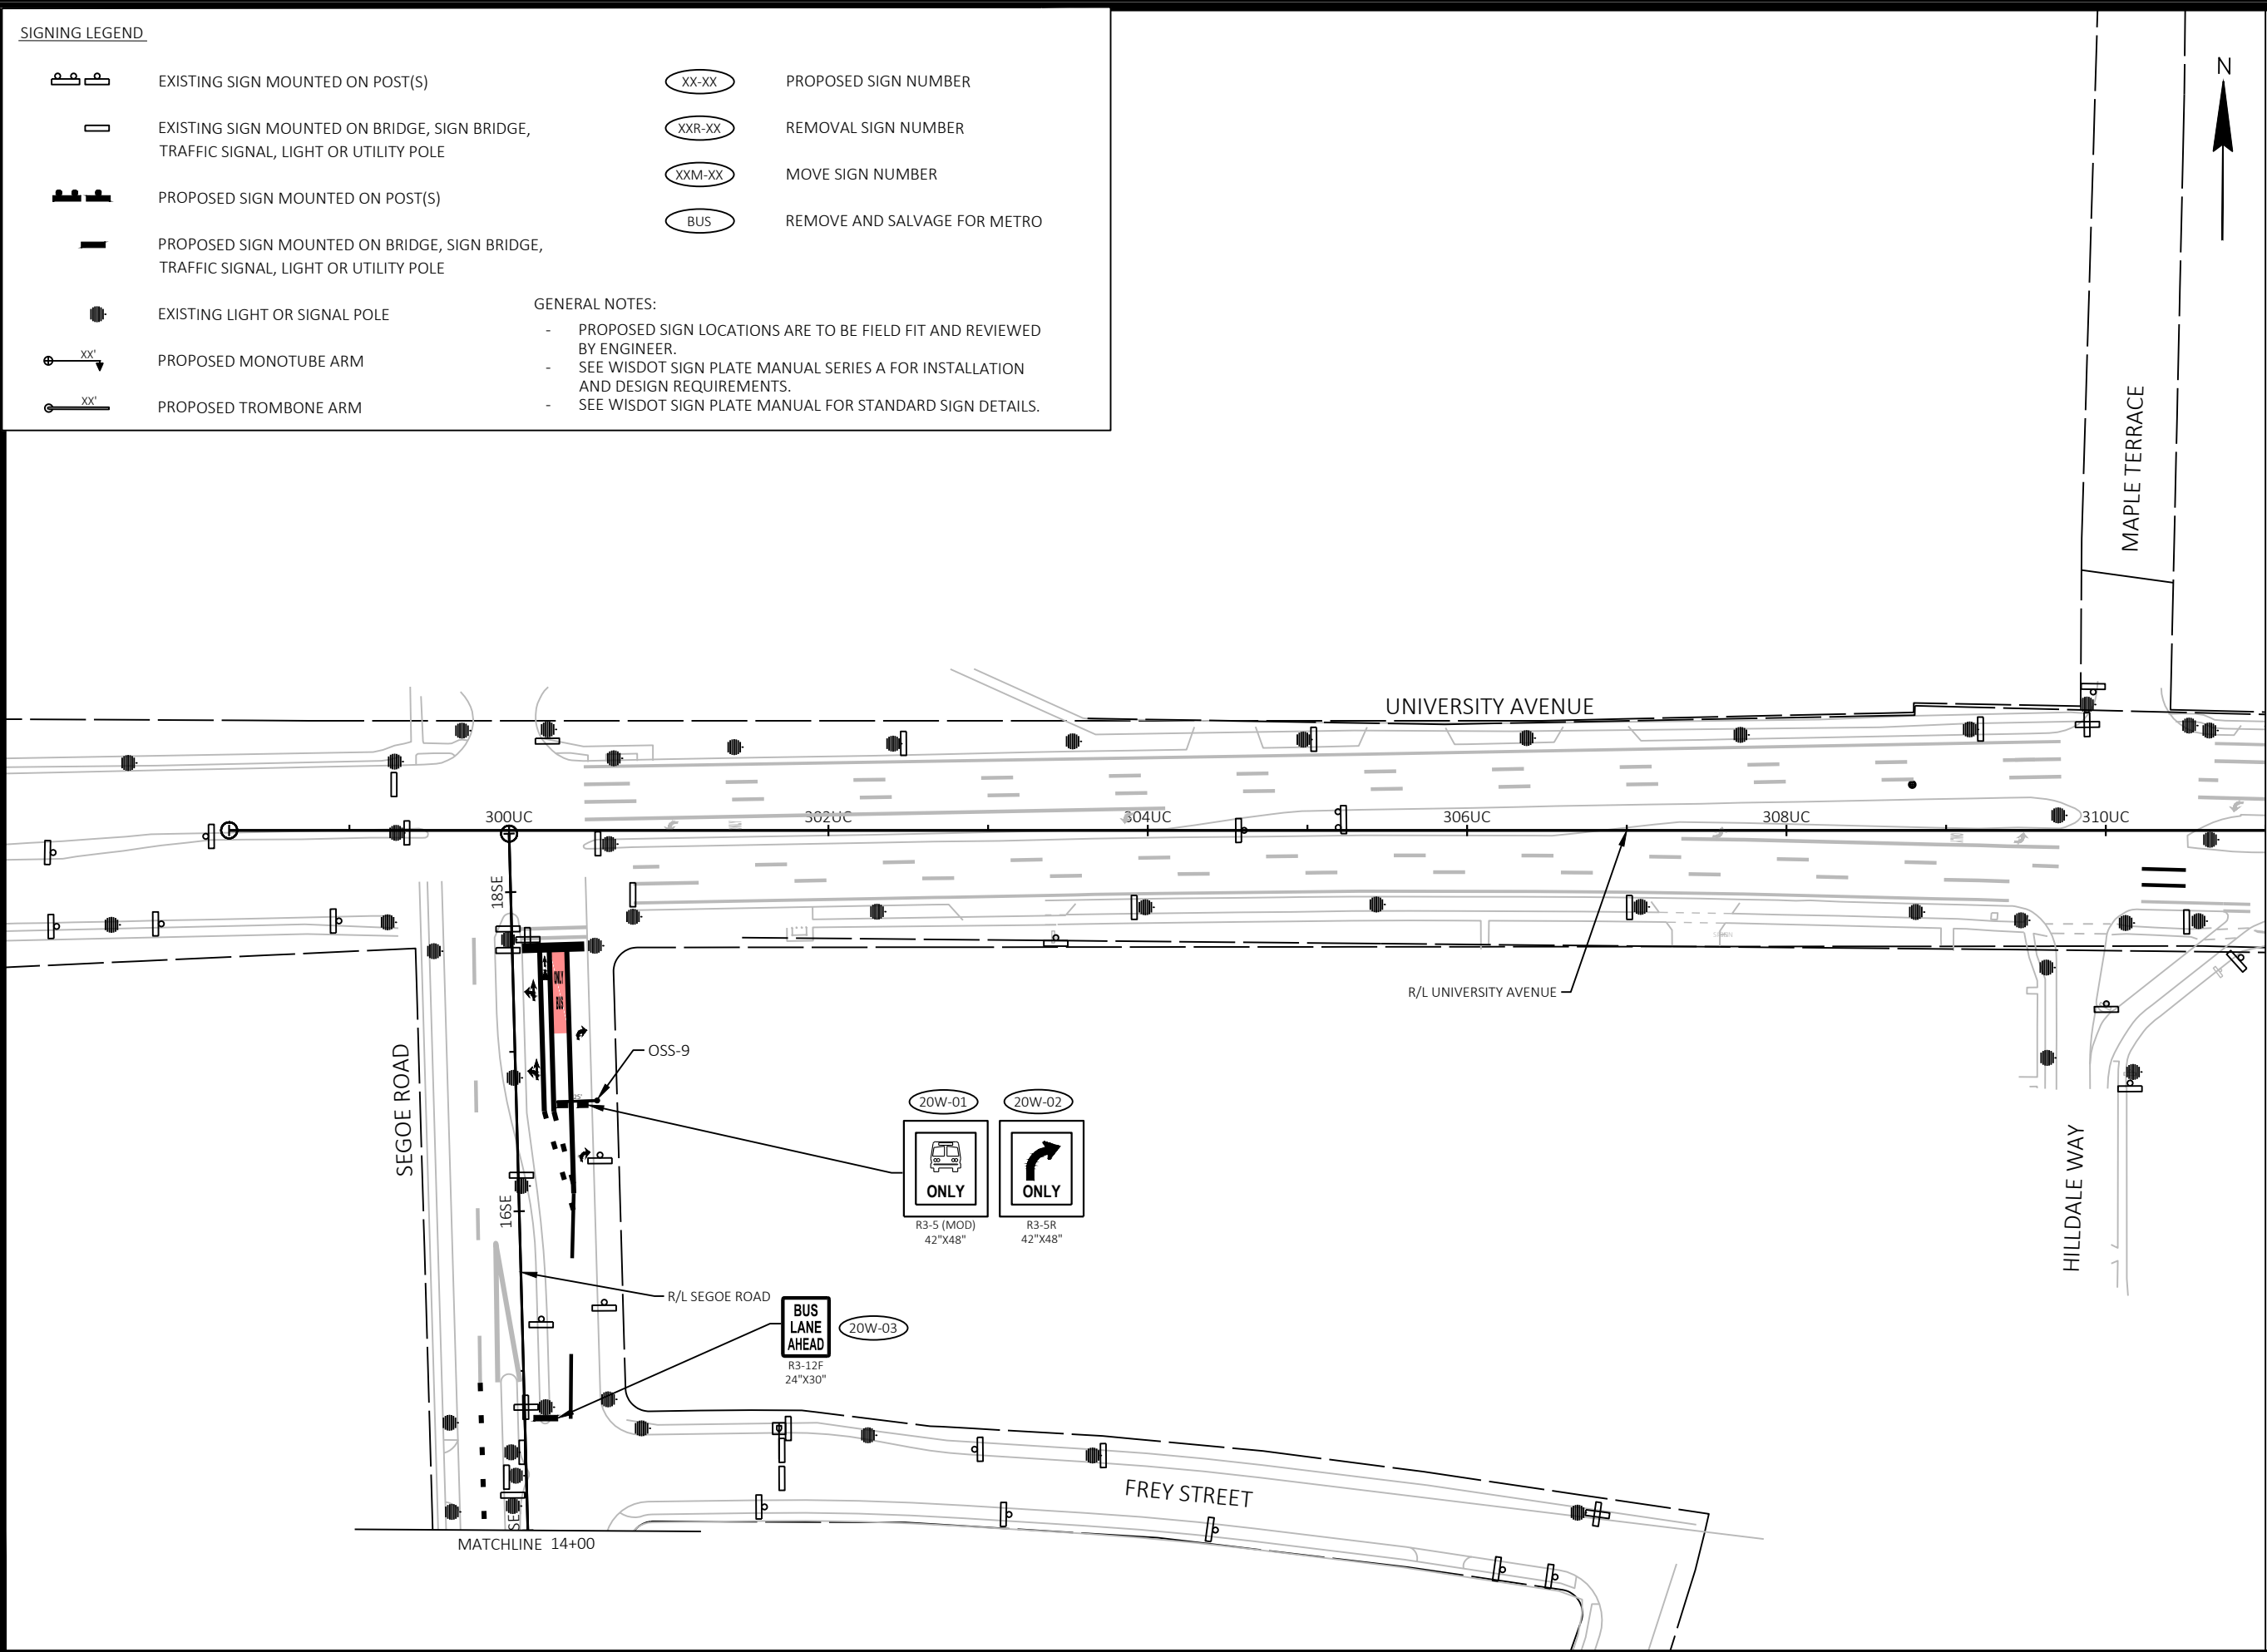 SIGNING LEGEND
EXISTING SIGN MOUNTED ON POST(S)
EXISTING SIGN MOUNTED ON BRIDGE, SIGN BRIDGE,
TRAFFIC SIGNAL, LIGHT OR UTILITY POLE
PROPOSED SIGN MOUNTED ON POST(S)
PROPOSED SIGN MOUNTED ON BRIDGE, SIGN BRIDGE,
TRAFFIC SIGNAL, LIGHT OR UTILITY POLE
EXISTING LIGHT OR SIGNAL POLE
XX'
PROPOSED MONOTUBE ARM
XX'
PROPOSED TROMBONE ARM
XX-XX
PROPOSED SIGN NUMBER
XXR-XX
REMOVAL SIGN NUMBER
XXM-XX
MOVE SIGN NUMBER
BUS
REMOVE AND SALVAGE FOR METRO
GENERAL NOTES:
- PROPOSED SIGN LOCATIONS ARE TO BE FIELD FIT AND REVIEWED
BY ENGINEER.
- SEE WISDOT SIGN PLATE MANUAL SERIES A FOR INSTALLATION
AND DESIGN REQUIREMENTS.
- SEE WISDOT SIGN PLATE MANUAL FOR STANDARD SIGN DETAILS.
N
MAPLE TERRACE
UNIVERSITY AVENUE
300UC
302UC
304UC
306UC
308UC
310UC
18SE
ONLY
BUS
R/L UNIVERSITY AVENUE
SEGOE ROAD
OSS-9
20W-01
20W-02
ONLY
ONLY
R3-5 (MOD)
42"X48"
R3-5R
42"X48"
16SE
HILLDALE WAY
R/L SEGOE ROAD
BUS
LANE
AHEAD
20W-03
R3-12F
24"X30"
FREY STREET
SE
MATCHLINE 14+00